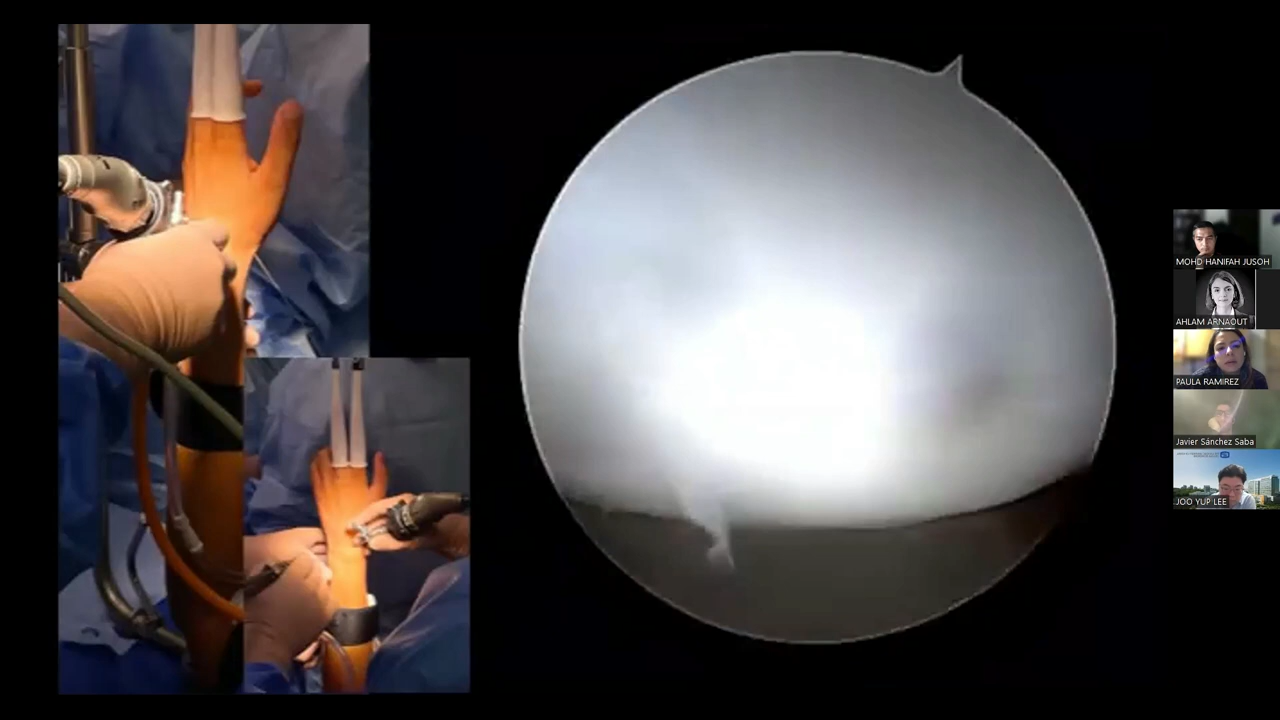 MOHD HANIFAH JUSOH
AHLAM ARNAOUT
PAULA RAMIREZ
Javier Sánchez Saba
JOO YUP LEE